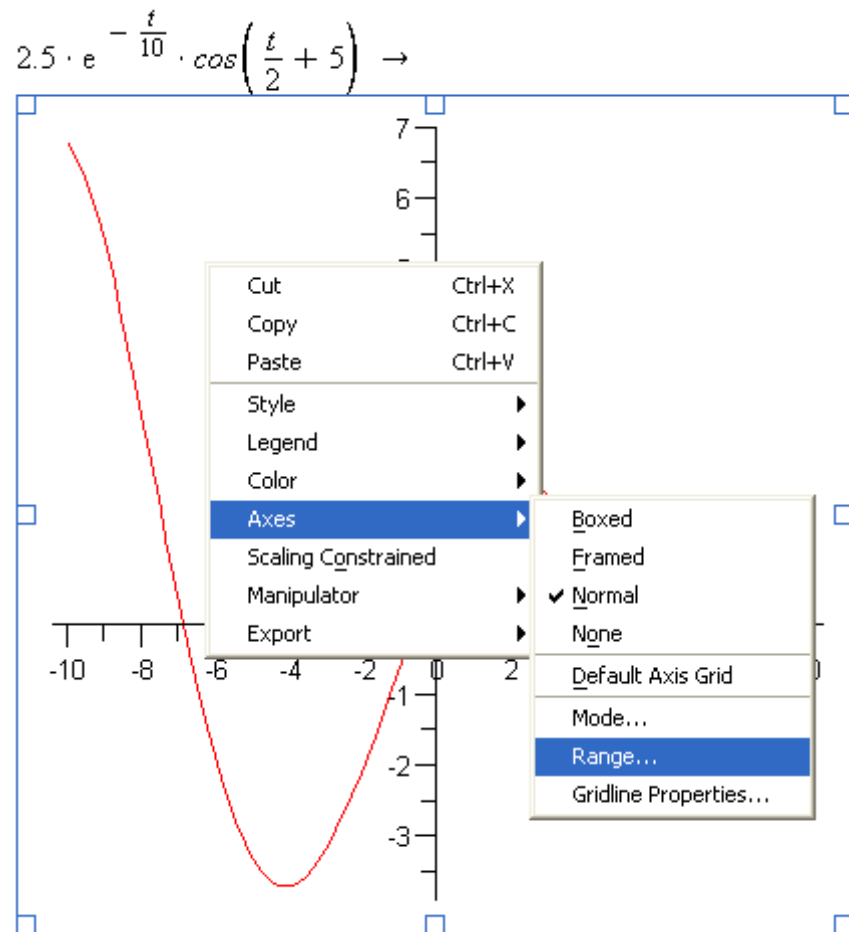 2.5 · e^(- t/10) · cos(t/2 + 5) →
7
6
Cut Ctrl+X
Copy Ctrl+C
Paste Ctrl+V
Style
Legend
Color
Axes
Scaling Constrained
Manipulator
Export
Boxed
Framed
Normal
None
Default Axis Grid
Mode...
Range...
Gridline Properties...
-10 -8 -6 -4 -2 0 2
-1
-2
-3